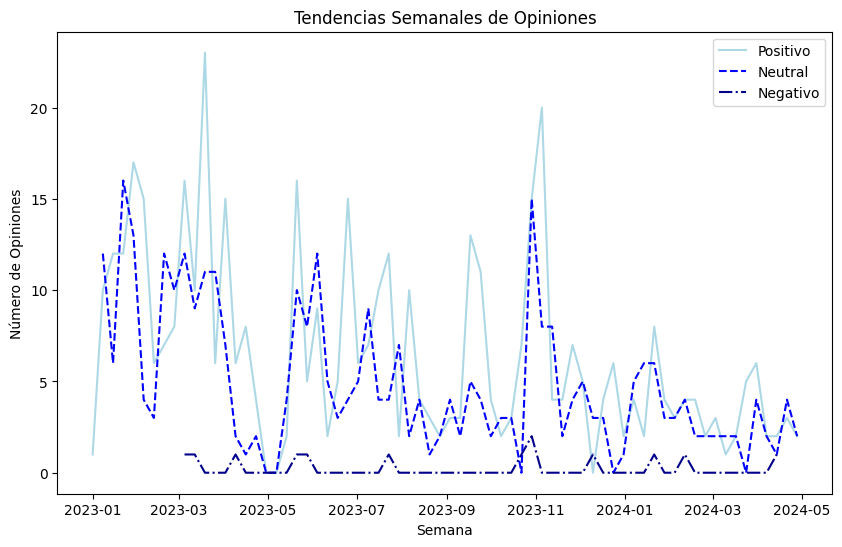 Tendencias Semanales de Opiniones
Positivo
Neutral
Negativo
Número de Opiniones
20
15
10
5
0
2023-01 2023-03 2023-05 2023-07 2023-09 2023-11 2024-01 2024-03 2024-05
Semana